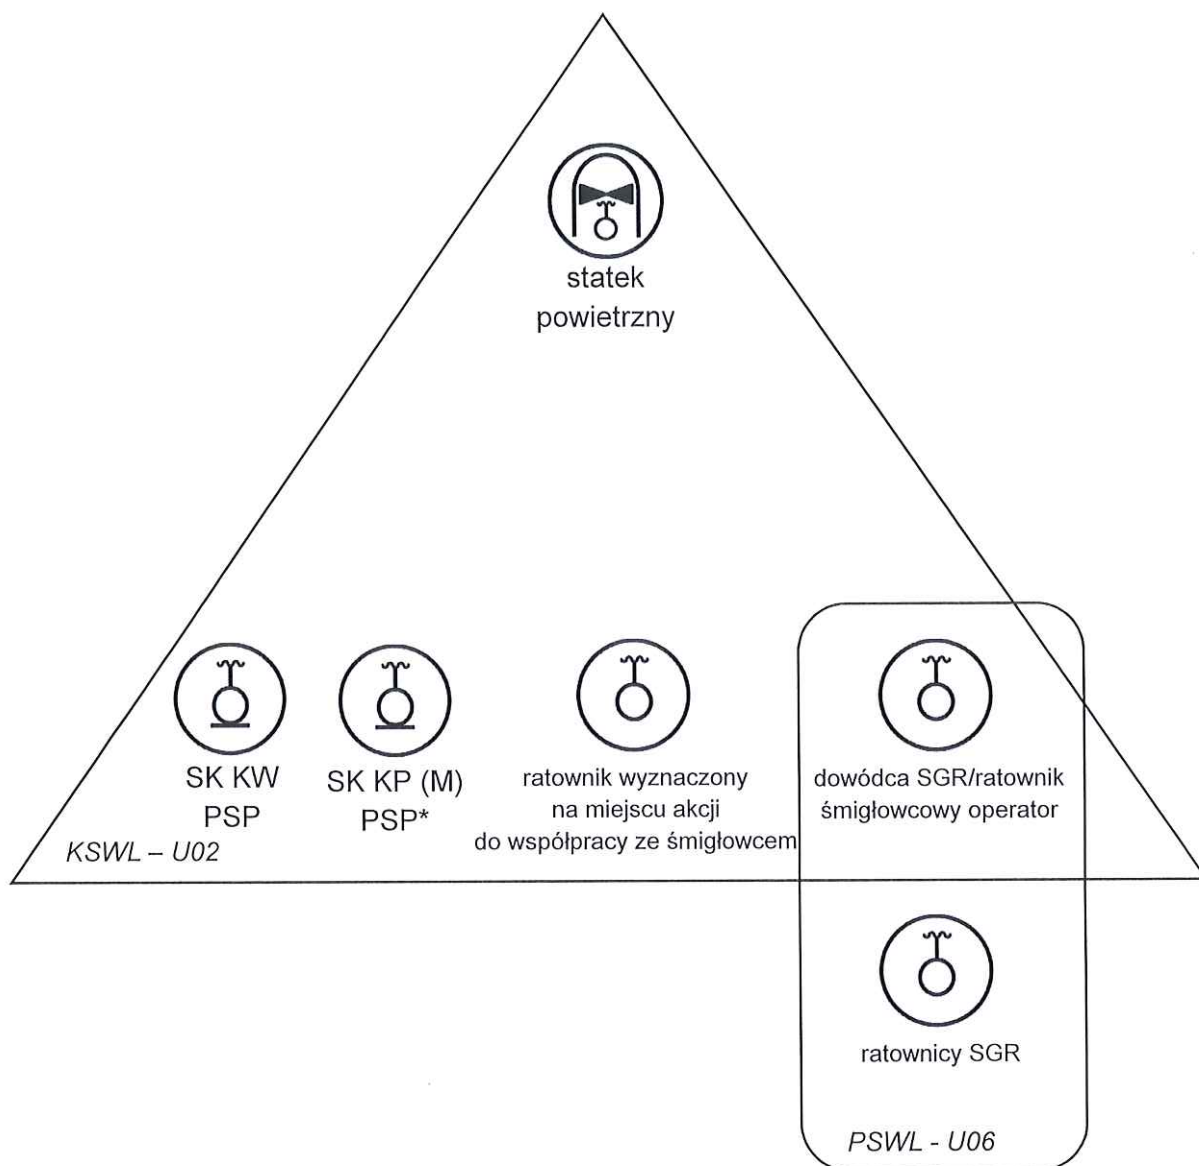 statek
powietrzny
SK KW
PSP
SK KP (M)
PSP*
ratownik wyznaczony
na miejscu akcji
do współpracy ze śmigłowcem
dowódca SGR/ratownik
śmigłowcowy operator
KSWL – U02
ratownicy SGR
PSWL - U06